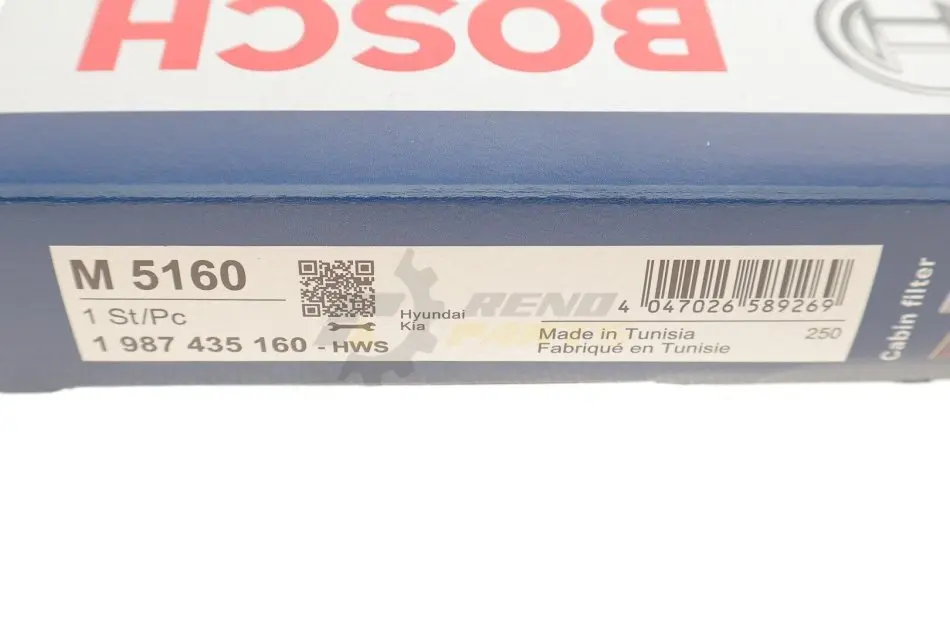 BOSCH
M 5160
1 St/Pc
1 987 435 160 - HWS
Hyundai
Kia
4 047026 589269
Made in Tunisia
250
Fabriqué en Tunisie
Cabin filter
RENO